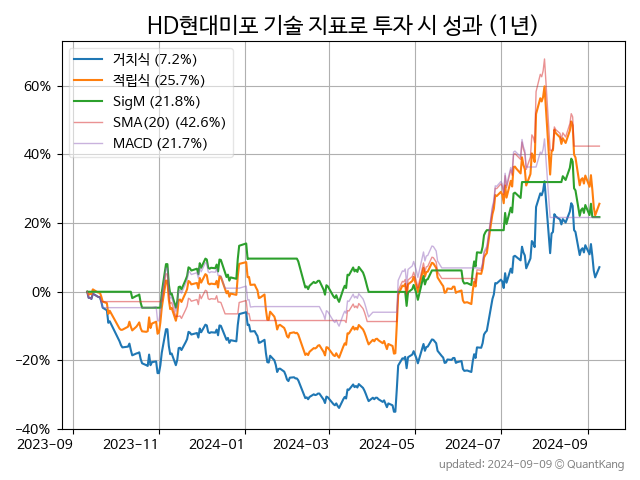 HD현대미포 기술 지표로 투자 시 성과 (1년)
거치식 (7.2%)
적립식 (25.7%)
SigM (21.8%)
SMA(20) (42.6%)
MACD (21.7%)
60%
40%
20%
0%
−20%
−40%
2023-09 2023-11 2024-01 2024-03 2024-05 2024-07 2024-09
updated: 2024-09-09 © QuantKang